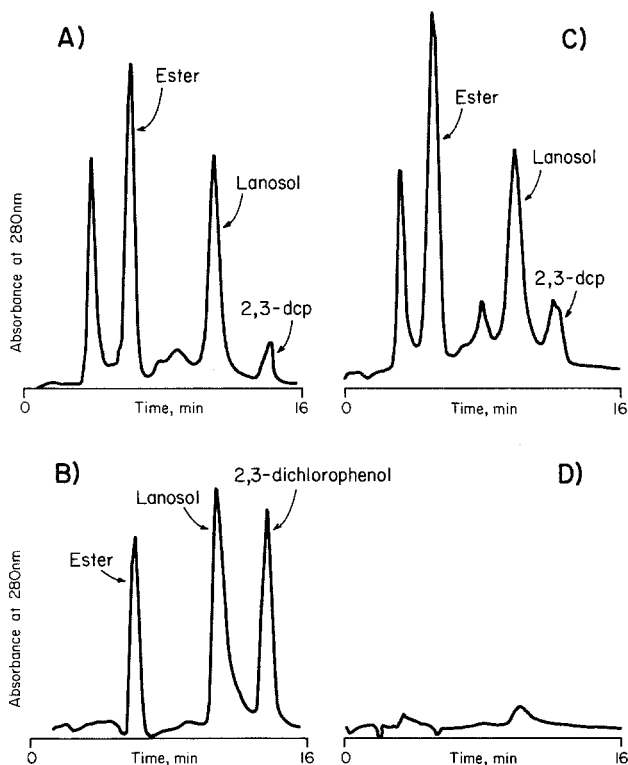 A)
Ester
Lanosol
2,3-dcp
Absorbance at 280nm
0
Time, min
16
C)
Ester
Lanosol
2,3-dcp
0
Time, min
16
B)
2,3-dichlorophenol
Lanosol
Ester
Absorbance at 280nm
0
Time, min
16
D)
0
Time, min
16